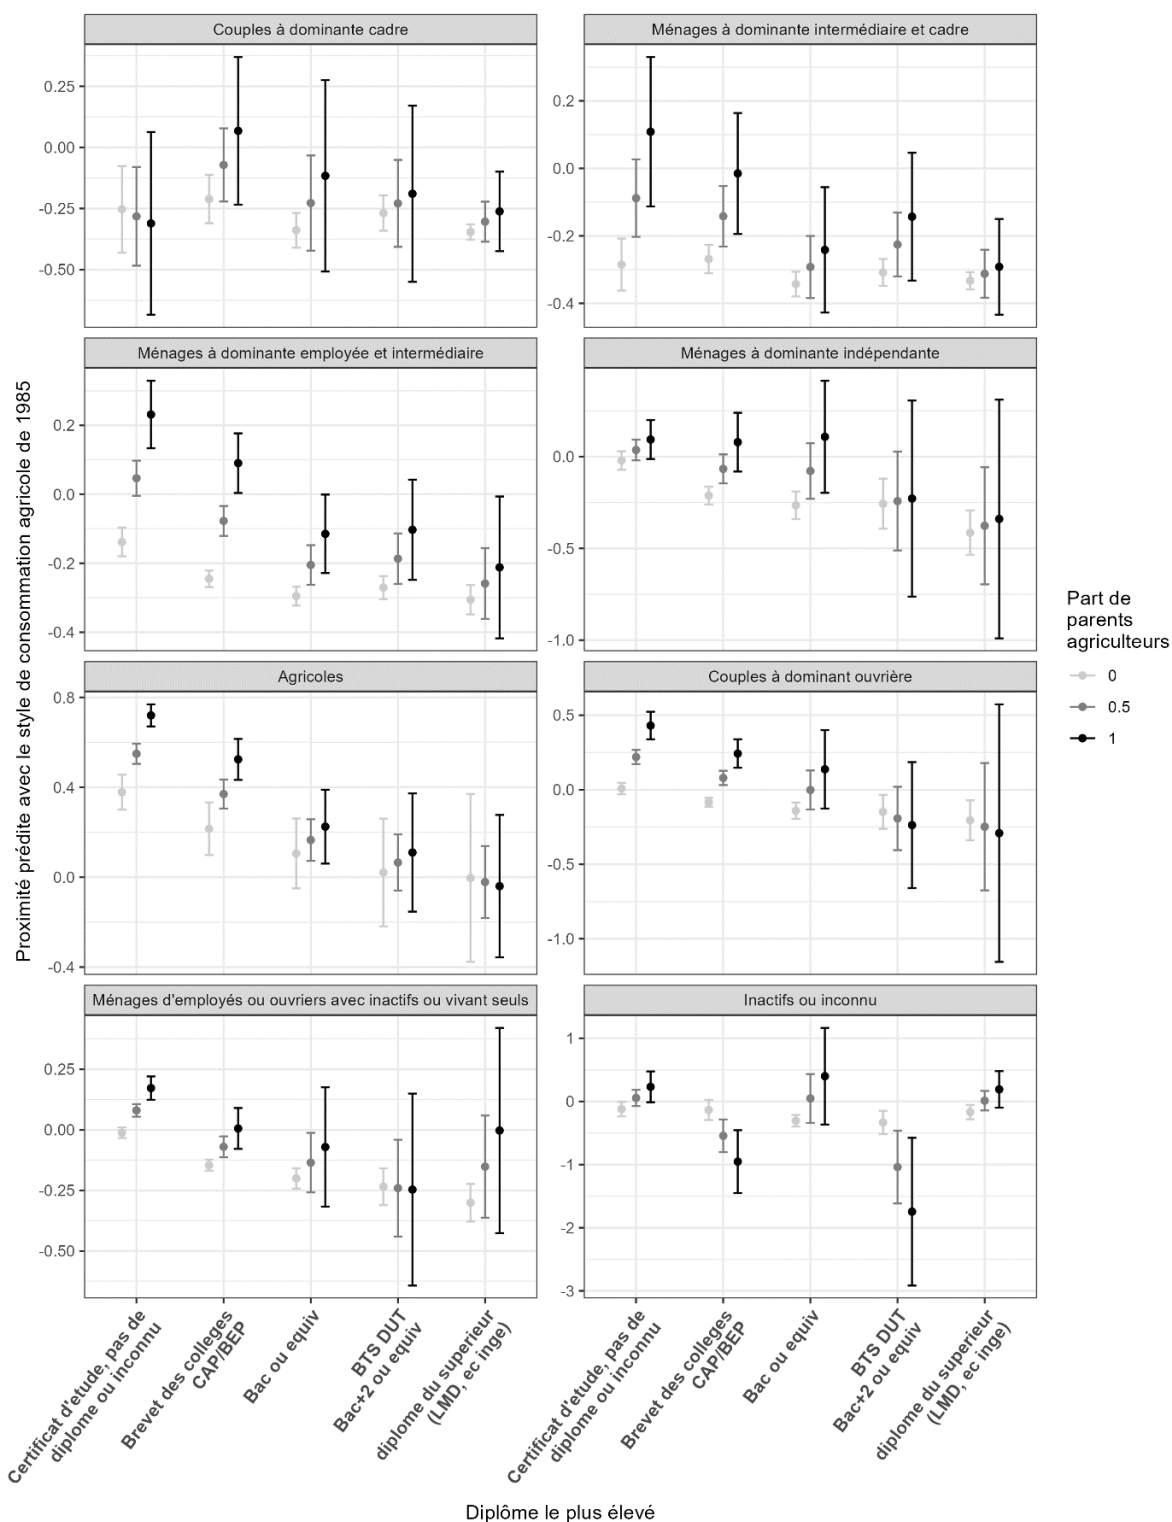 Couples à dominante cadre
Ménages à dominante intermédiaire et cadre
0.25
0.00
-0.25
-0.50
0.2
0.0
-0.2
-0.4
Ménages à dominante employée et intermédiaire
Ménages à dominante indépendante
0.2
0.0
-0.2
-0.4
0.0
-0.5
-1.0
Agricoles
Couples à dominant ouvrière
0.8
0.4
0.0
-0.4
0.5
0.0
-0.5
-1.0
Ménages d'employés ou ouvriers avec inactifs ou vivant seuls
Inactifs ou inconnu
0.25
0.00
-0.25
-0.50
1
0
-1
-2
-3
Proximité prédite avec le style de consommation agricole de 1985
Certificat d'etude, pas de
diplome ou inconnu
Brevet des colleges
CAP/BEP
Bac ou equiv
BTS DUT
Bac+2 ou equiv
diplome du superieur
(LMD, ec inge)
Certificat d'etude, pas de
diplome ou inconnu
Brevet des colleges
CAP/BEP
Bac ou equiv
BTS DUT
Bac+2 ou equiv
diplome du superieur
(LMD, ec inge)
Diplôme le plus élevé
Part de
parents
agriculteurs
0
0.5
1